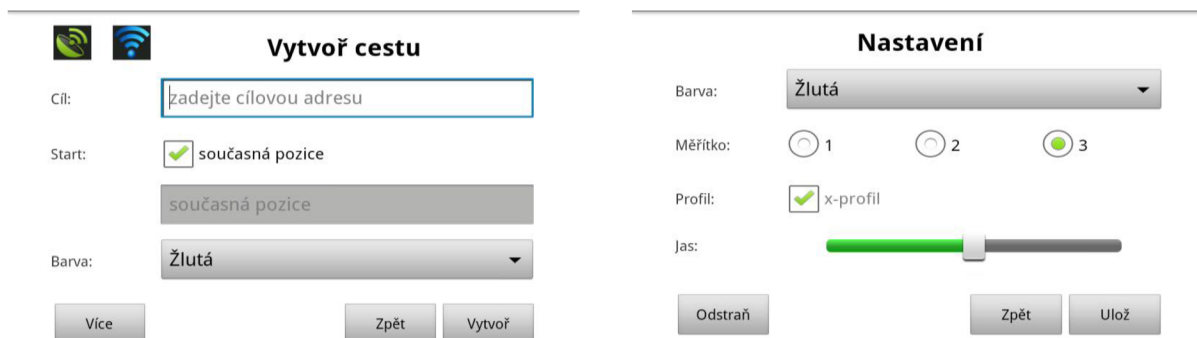 Vytvoř cestu
Cíl: zadejte cílovou adresu
Start: současná pozice
současná pozice
Barva: Žlutá
Více Zpět Vytvoř
Nastavení
Barva: Žlutá
Měřítko: 1 2 3
Profil: x-profil
Jas:
Odstraň Zpět Ulož